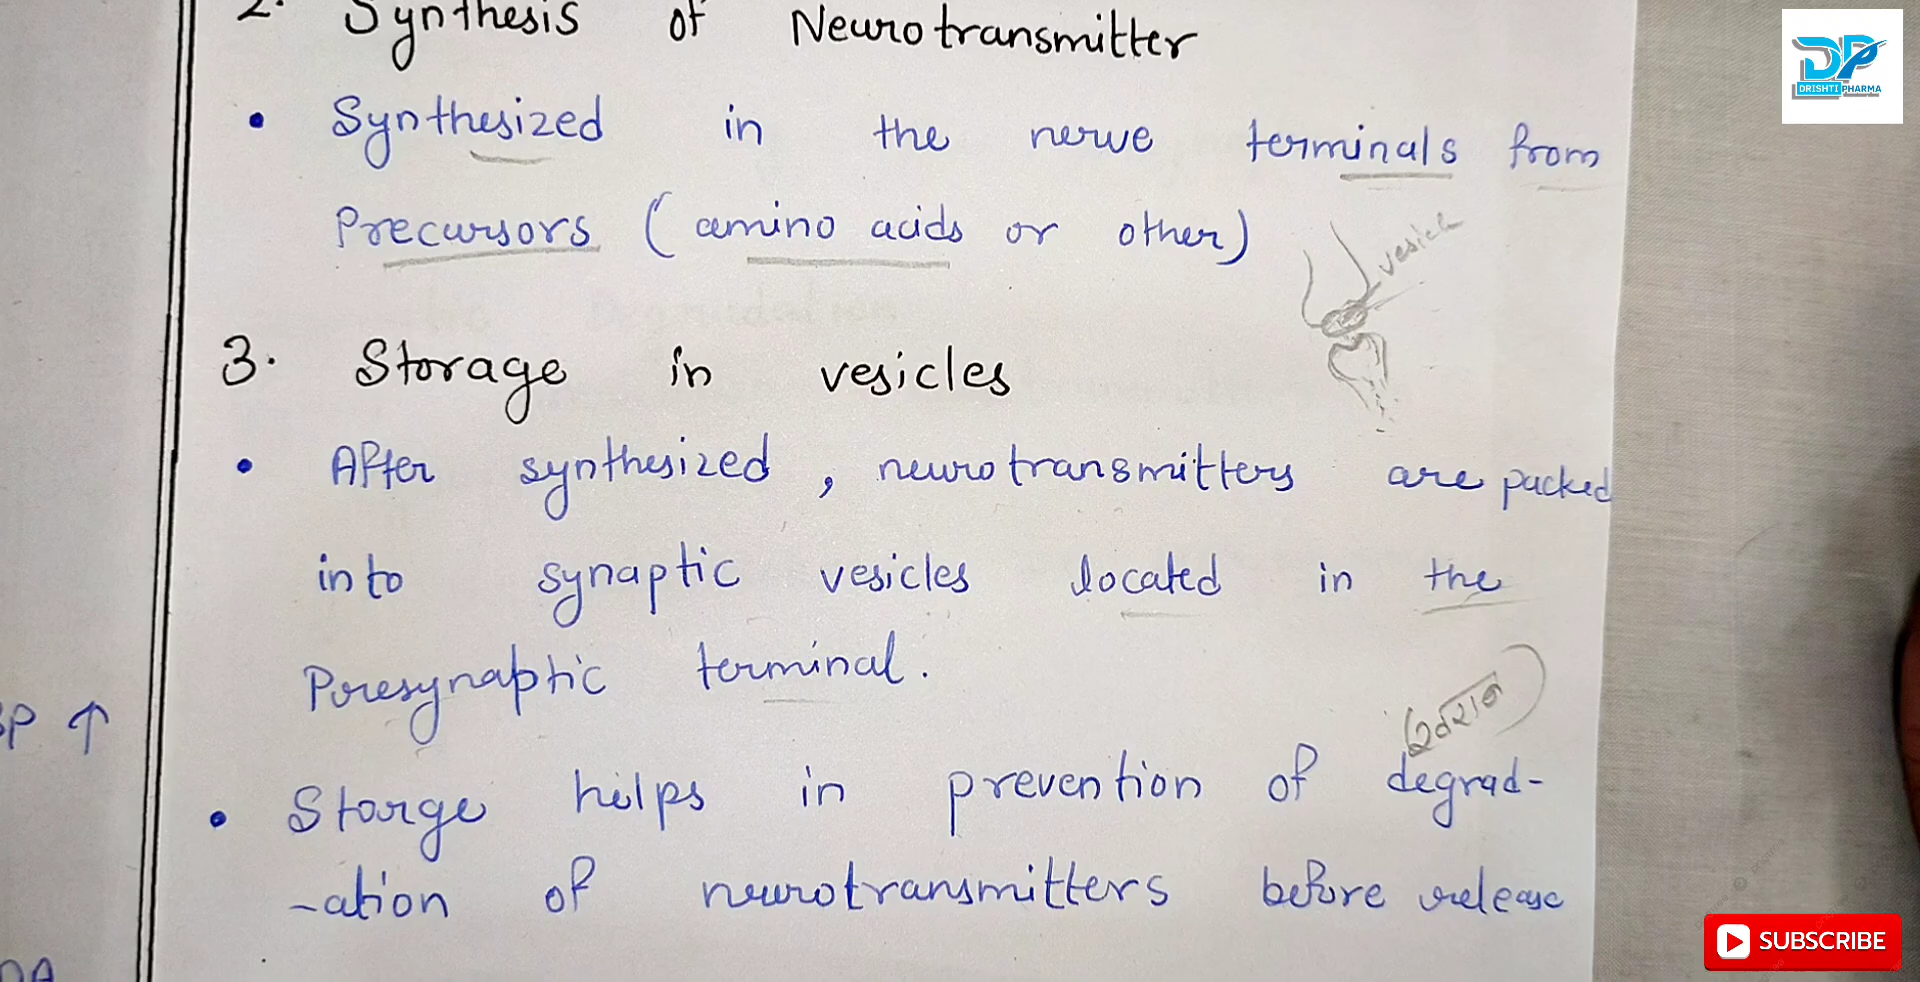 2. Synthesis of Neurotransmitter
• Synthesized in the nerve terminals from
Precursors (amino acids or other)
vesicle
3. Storage in vesicles
• After synthesized, neurotransmitters are packed
into synaptic vesicles located in the
Presynaptic terminal.
• Storge helps in prevention of degrad-
-ation of neurotransmitters before release
P ↑
DP
DRISHTI PHARMA
SUBSCRIBE